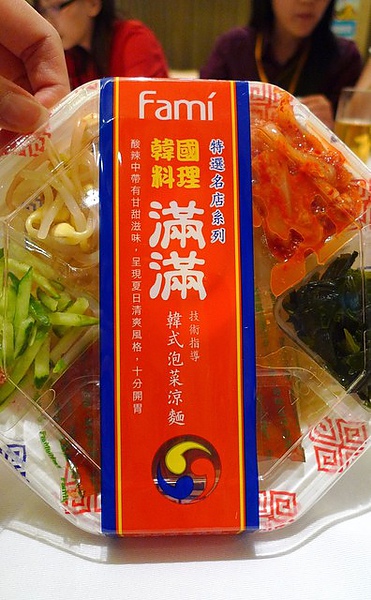 Famí
特選名店系列
韓國
料理
滿滿
技術指導
韓式泡菜涼麵
酸辣中帶有甘甜滋味，呈現夏日清爽風格，十分開胃